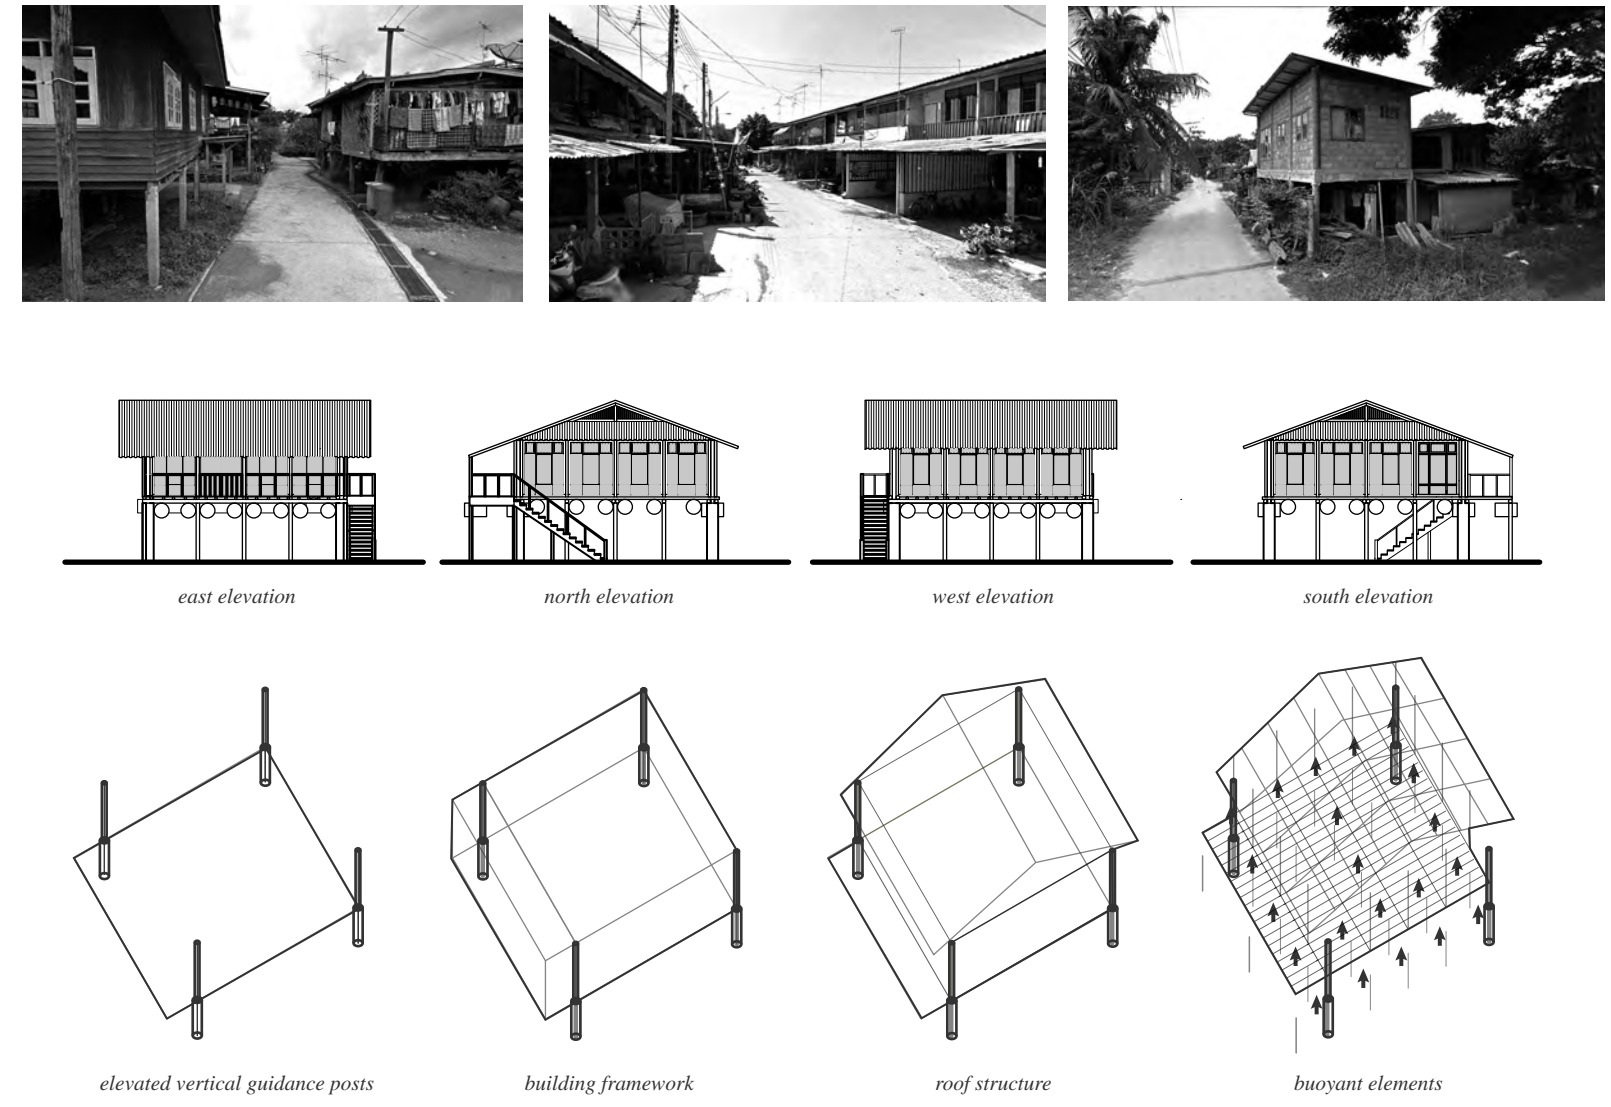 east elevation
north elevation
west elevation
south elevation
elevated vertical guidance posts
building framework
roof structure
buoyant elements